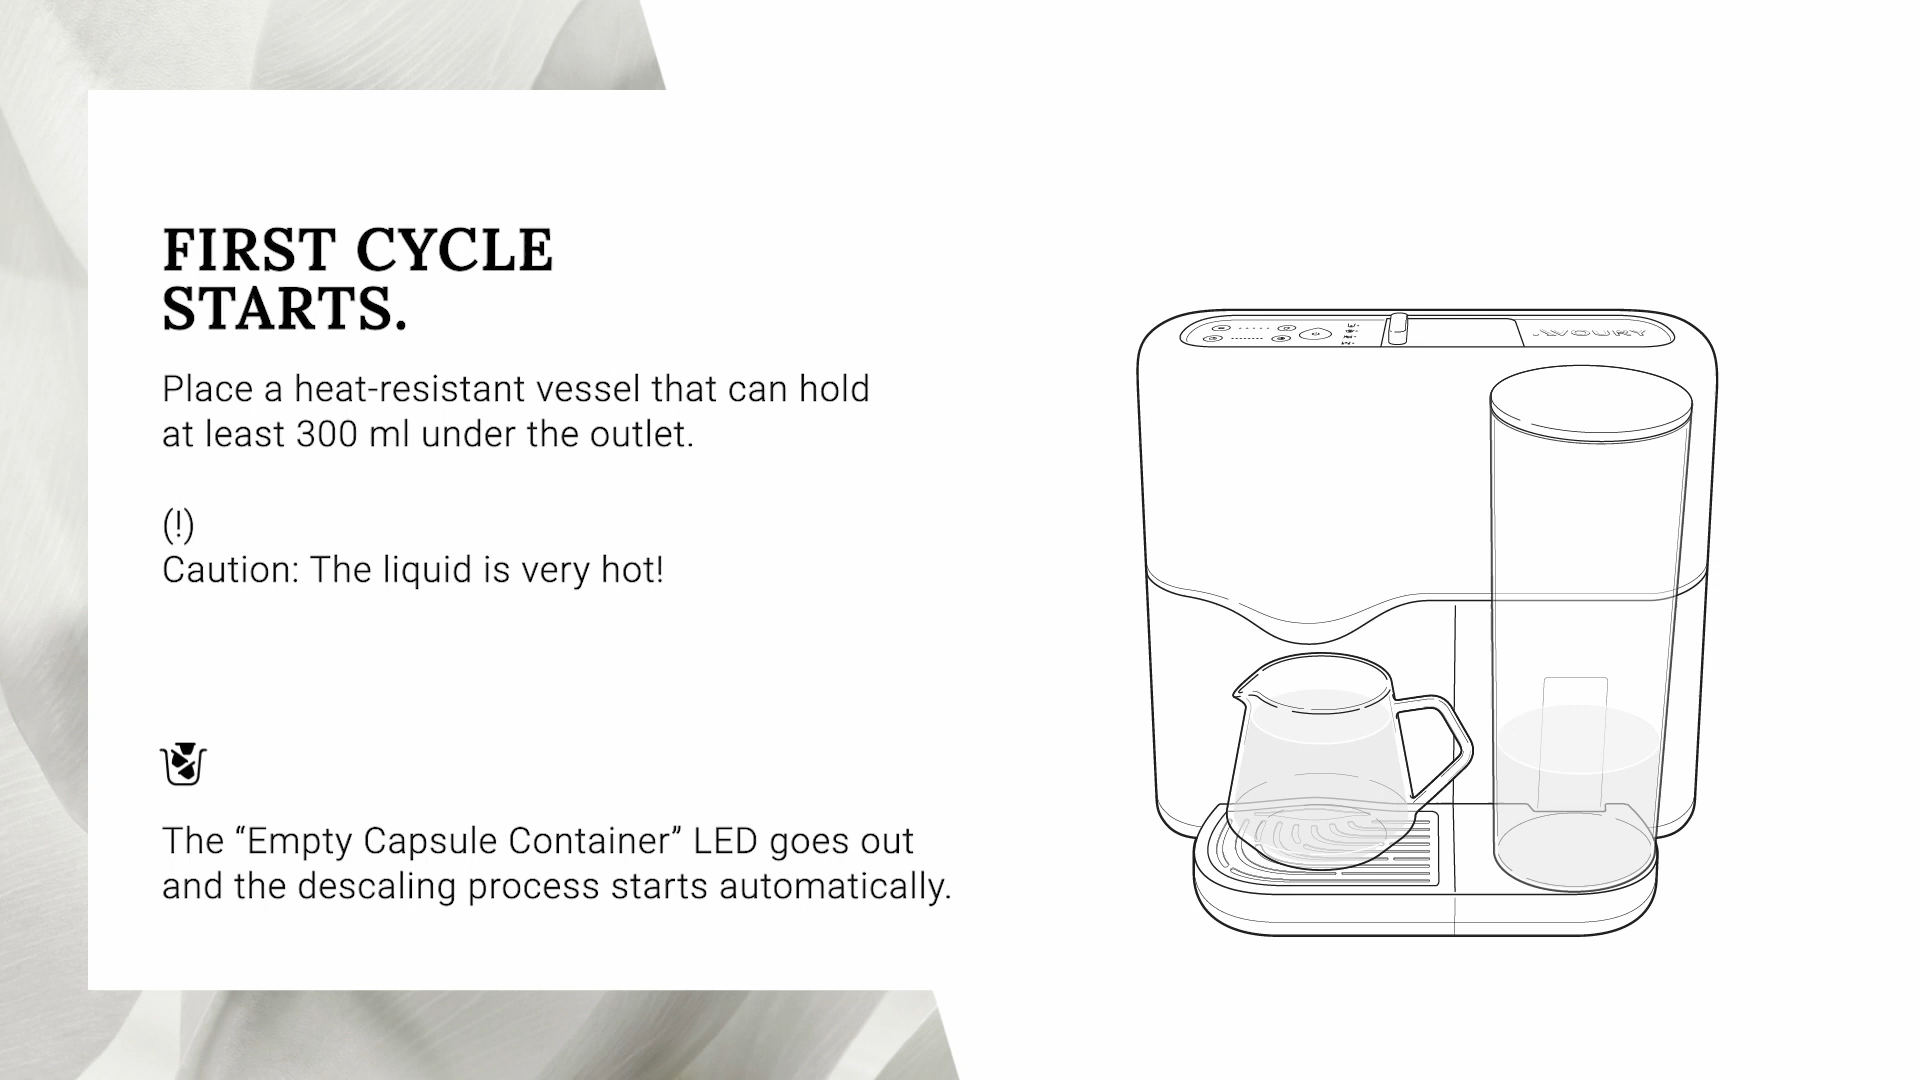 FIRST CYCLE
STARTS.
Place a heat-resistant vessel that can hold
at least 300 ml under the outlet.
(!)
Caution: The liquid is very hot!
The “Empty Capsule Container” LED goes out
and the descaling process starts automatically.
AVOURY